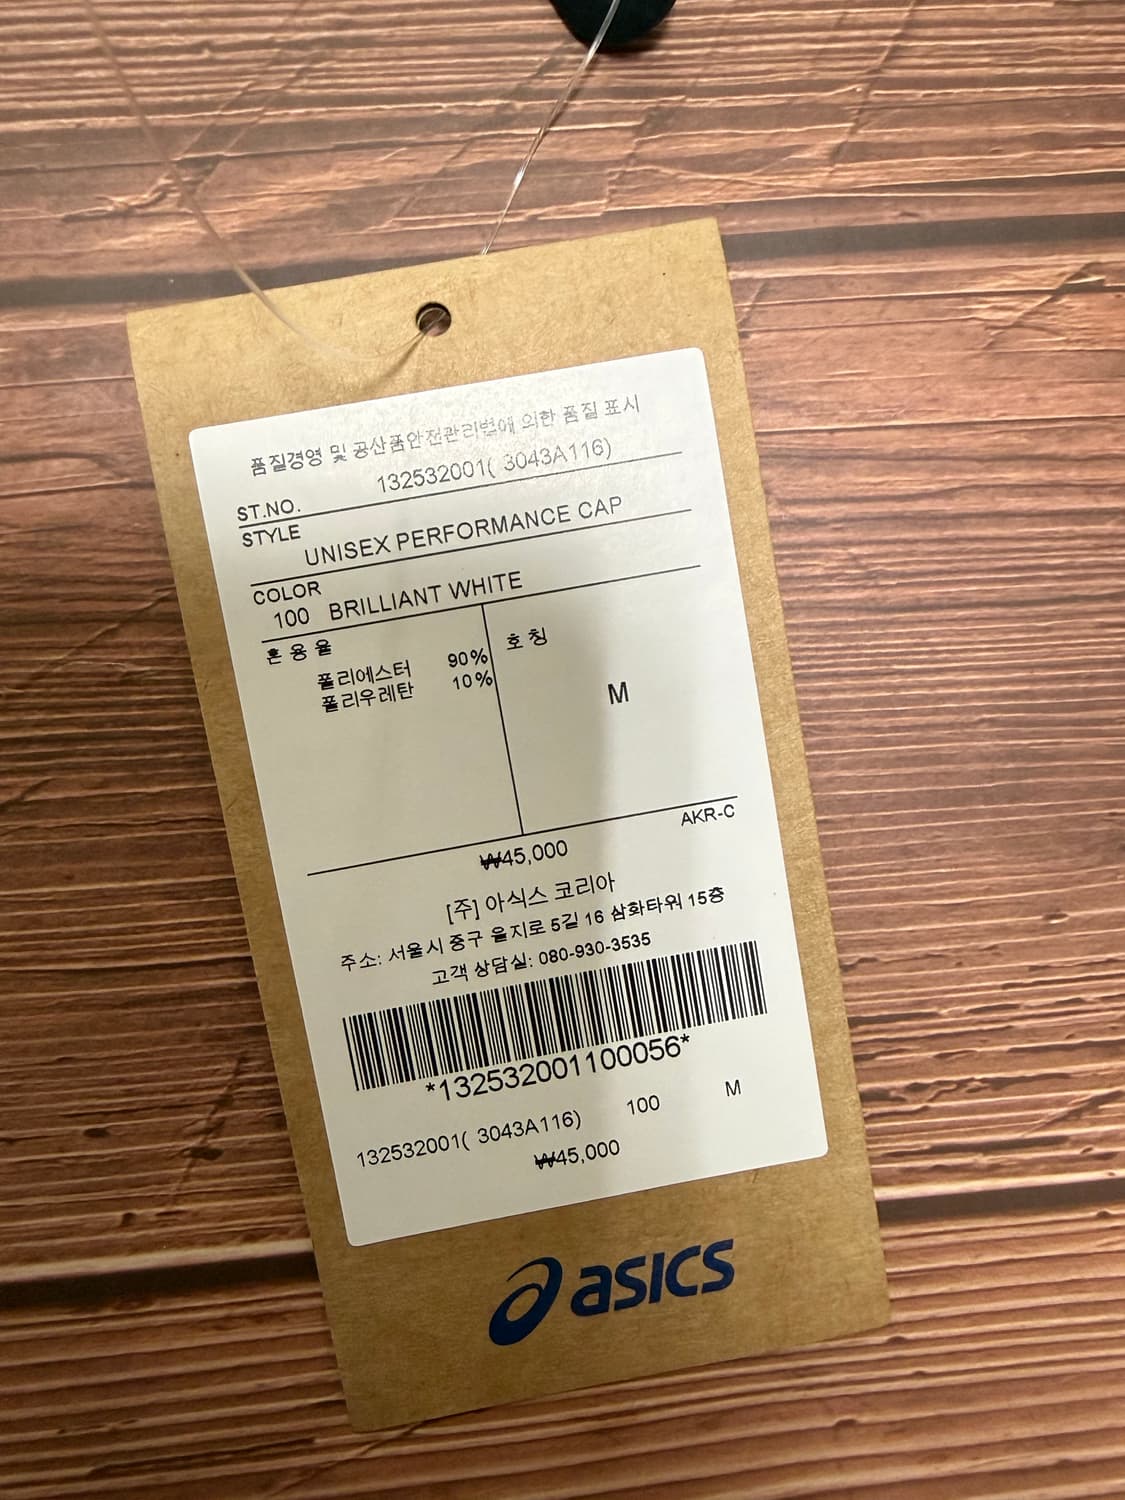 품질경영 및 공산품안전관리법에 의한 품질 표시
ST.NO. 132532001( 3043A116)
STYLE
UNISEX PERFORMANCE CAP
COLOR
100 BRILLIANT WHITE
혼용율 호칭
폴리에스터 90%
폴리우레탄 10%
M
AKR-C
₩45,000
[주] 아식스 코리아
주소: 서울시 중구 을지로 5길 16 삼화타워 15층
고객 상담실: 080-930-3535
*132532001100056*
132532001( 3043A116) 100 M
₩45,000
asics